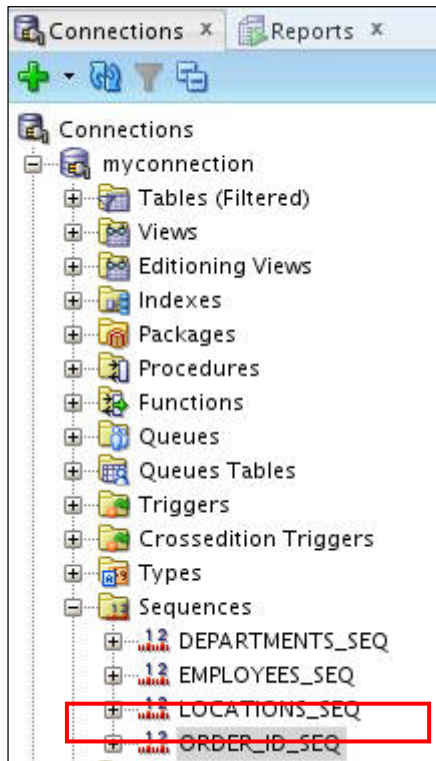 Connections x Reports x
Connections
myconnection
Tables (Filtered)
Views
Editioning Views
Indexes
Packages
Procedures
Functions
Queues
Queues Tables
Triggers
Crossedition Triggers
Types
Sequences
DEPARTMENTS_SEQ
EMPLOYEES_SEQ
LOCATIONS_SEQ
ORDER_ID_SEQ